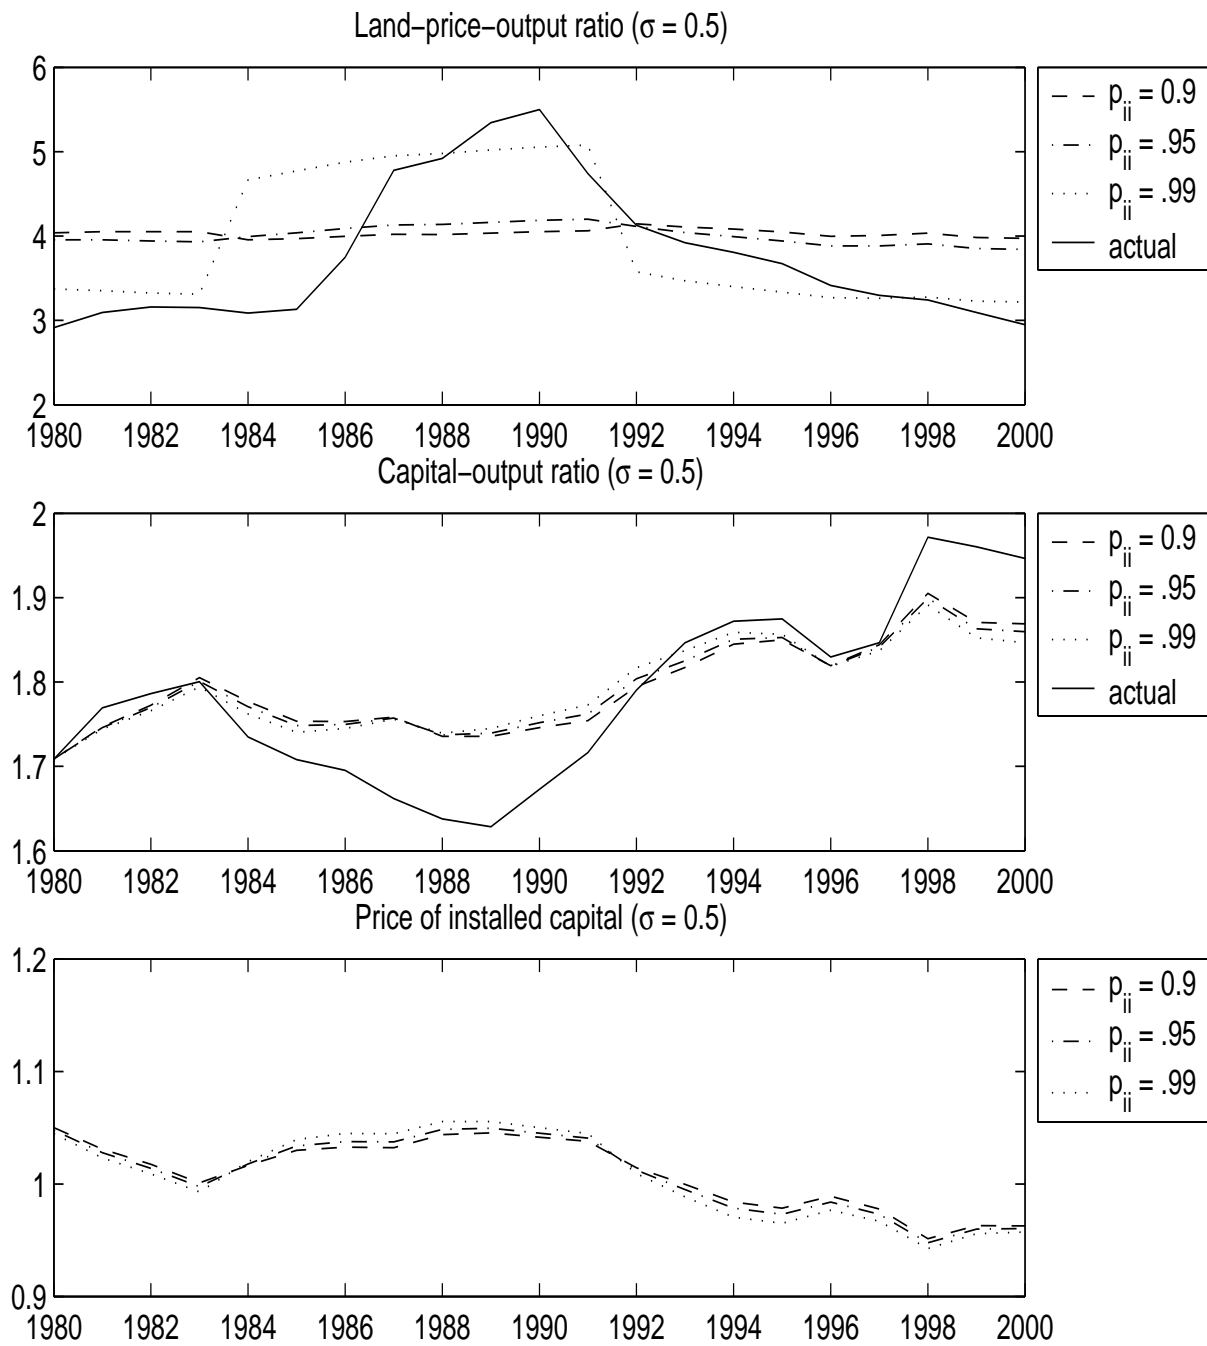 Land–price–output ratio (σ = 0.5)
6
5
4
3
2
1980 1982 1984 1986 1988 1990 1992 1994 1996 1998 2000
p_ii = 0.9
p_ii = .95
p_ii = .99
actual
Capital–output ratio (σ = 0.5)
2
1.9
1.8
1.7
1.6
1980 1982 1984 1986 1988 1990 1992 1994 1996 1998 2000
p_ii = 0.9
p_ii = .95
p_ii = .99
actual
Price of installed capital (σ = 0.5)
1.2
1.1
1
0.9
1980 1982 1984 1986 1988 1990 1992 1994 1996 1998 2000
p_ii = 0.9
p_ii = .95
p_ii = .99